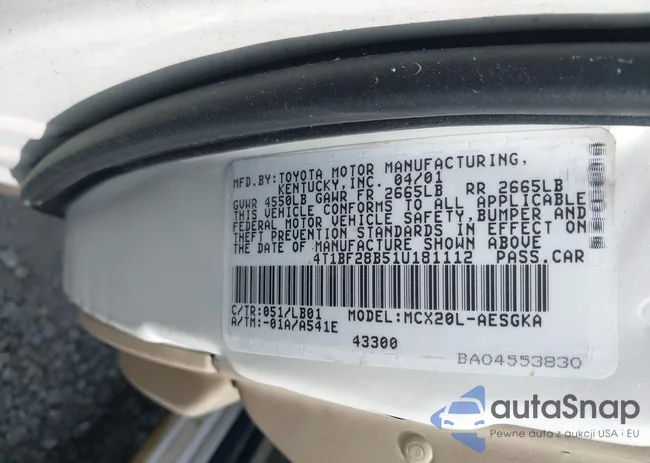 MFD.BY:TOYOTA MOTOR MANUFACTURING,
KENTUCKY,INC. 04/01
GVWR 4550LB GAWR FR 2665LB RR 2665LB
THIS VEHICLE CONFORMS TO ALL APPLICABLE
FEDERAL MOTOR VEHICLE SAFETY,BUMPER AND
THEFT PREVENTION STANDARDS IN EFFECT ON
THE DATE OF MANUFACTURE SHOWN ABOVE
4T1BF28B51U181112 PASS.CAR
C/TR:051/LB01 MODEL:MCX20L-AESGKA
A/TM:-01A/A541E
43300
BA04553830
autaSnap
Pewne auta z aukcji USA i EU